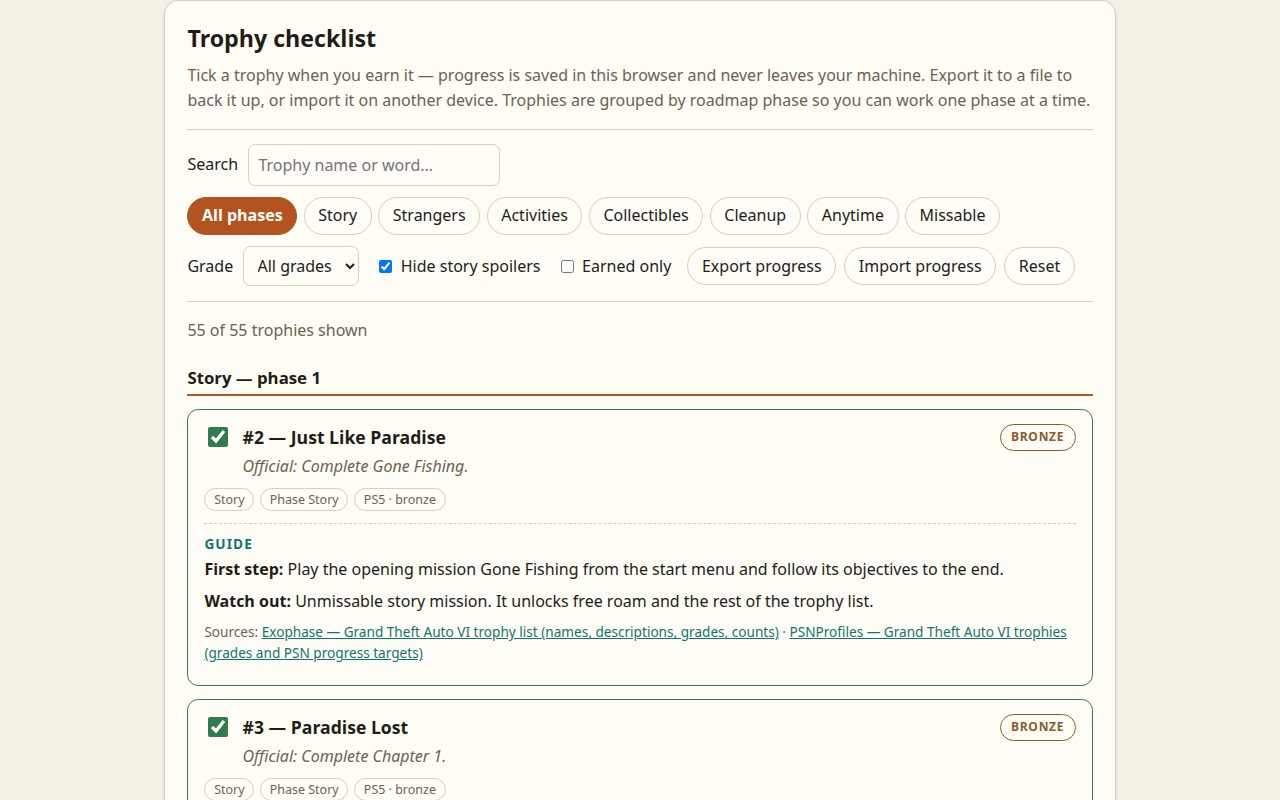 Trophy checklist
Tick a trophy when you earn it — progress is saved in this browser and never leaves your machine. Export it to a file to
back it up, or import it on another device. Trophies are grouped by roadmap phase so you can work one phase at a time.
Search Trophy name or word…
All phases Story Strangers Activities Collectibles Cleanup Anytime Missable
Grade All grades Hide story spoilers Earned only Export progress Import progress Reset
55 of 55 trophies shown
Story — phase 1
#2 — Just Like Paradise BRONZE
Official: Complete Gone Fishing.
Story Phase Story PS5 · bronze
GUIDE
First step: Play the opening mission Gone Fishing from the start menu and follow its objectives to the end.
Watch out: Unmissable story mission. It unlocks free roam and the rest of the trophy list.
Sources: Exophase — Grand Theft Auto VI trophy list (names, descriptions, grades, counts) · PSNProfiles — Grand Theft Auto VI trophies
(grades and PSN progress targets)
#3 — Paradise Lost BRONZE
Official: Complete Chapter 1.
Story Phase Story PS5 · bronze